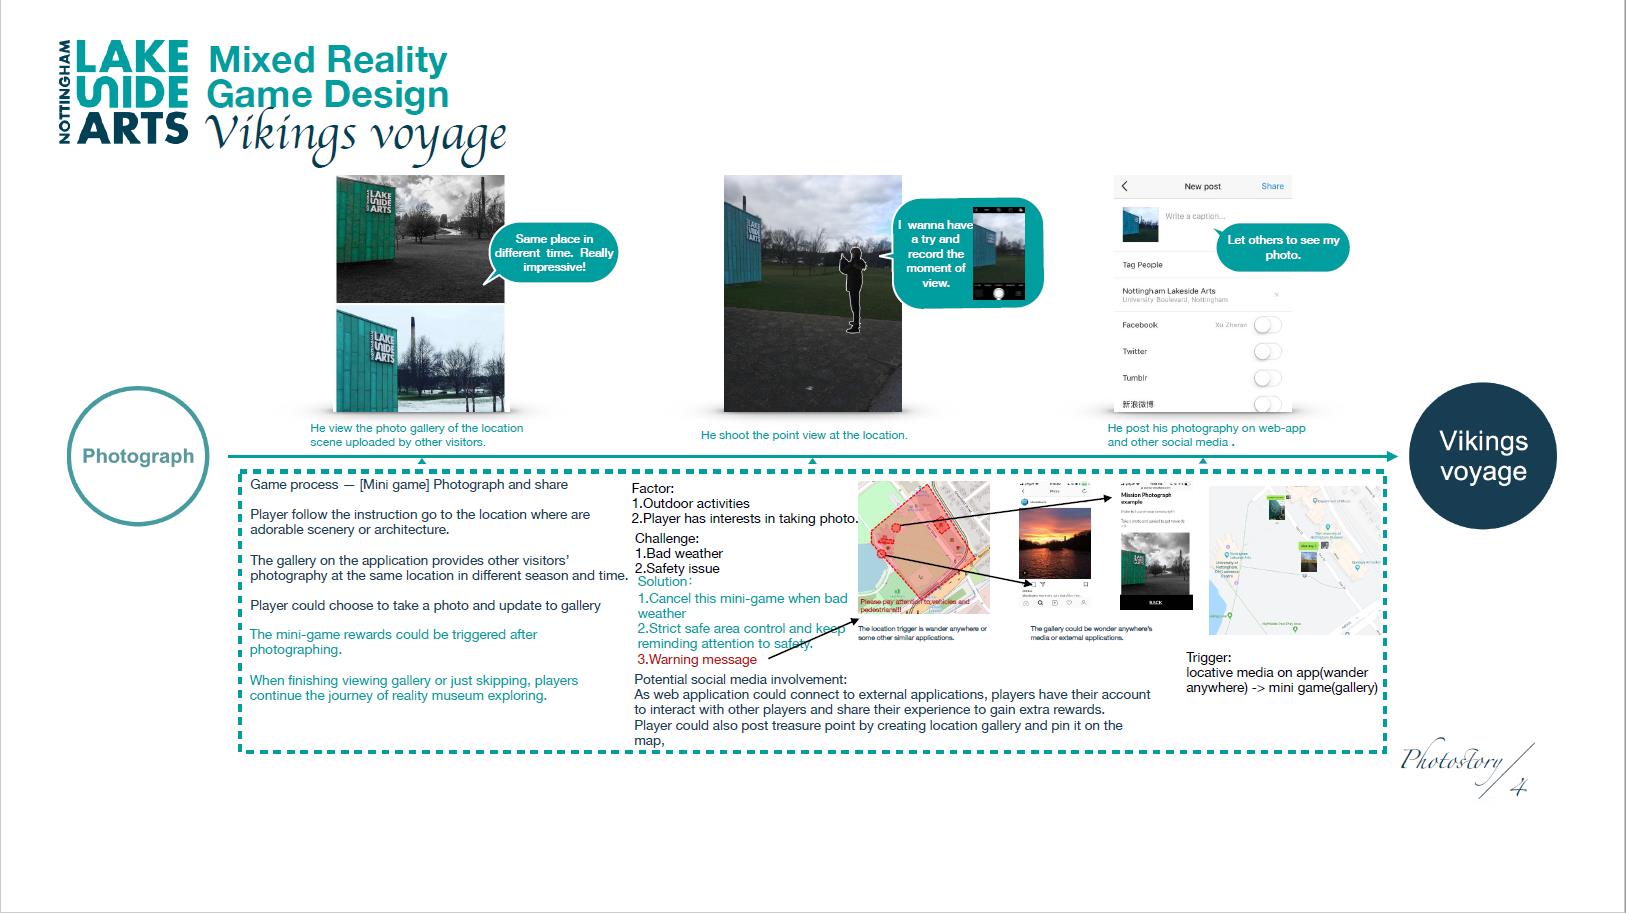 NOTTINGHAM
LAKE
SIDE
ARTS
Mixed Reality
Game Design
Vikings voyage
LAKE
SIDE
ARTS
Same place in
different time. Really
impressive!
LAKE
SIDE
ARTS
He view the photo gallery of the location
scene uploaded by other visitors.
I wanna have
a try and
record the
moment of
view.
He shoot the point view at the location.
New post
Share
Write a caption...
Let others to see my
photo.
Tag People
Nottingham Lakeside Arts
University Boulevard, Nottingham
Facebook
Xu Zheran
Twitter
Tumblr
新浪微博
He post his photography on web-app
and other social media .
Photograph
Vikings
voyage
Game process — [Mini game] Photograph and share
Player follow the instruction go to the location where are
adorable scenery or architecture.
The gallery on the application provides other visitors'
photography at the same location in different season and time.
Player could choose to take a photo and update to gallery
The mini-game rewards could be triggered after
photographing.
When finishing viewing gallery or just skipping, players
continue the journey of reality museum exploring.
Factor:
1.Outdoor activities
2.Player has interests in taking photo.
Challenge:
1.Bad weather
2.Safety issue
Solution:
1.Cancel this mini-game when bad
weather
2.Strict safe area control and keep
reminding attention to safety.
3.Warning message
Potential social media involvement:
As web application could connect to external applications, players have their account
to interact with other players and share their experience to gain extra rewards.
Player could also post treasure point by creating location gallery and pin it on the
map,
Please pay attention to vehicles and
pedestrians!!!
The location trigger is wander anywhere or
some other similar applications.
The gallery could be wonder anywhere's
media or external applications.
Mission Photograph
example
BACK
Trigger:
locative media on app(wander
anywhere) -> mini game(gallery)
Photostory
4